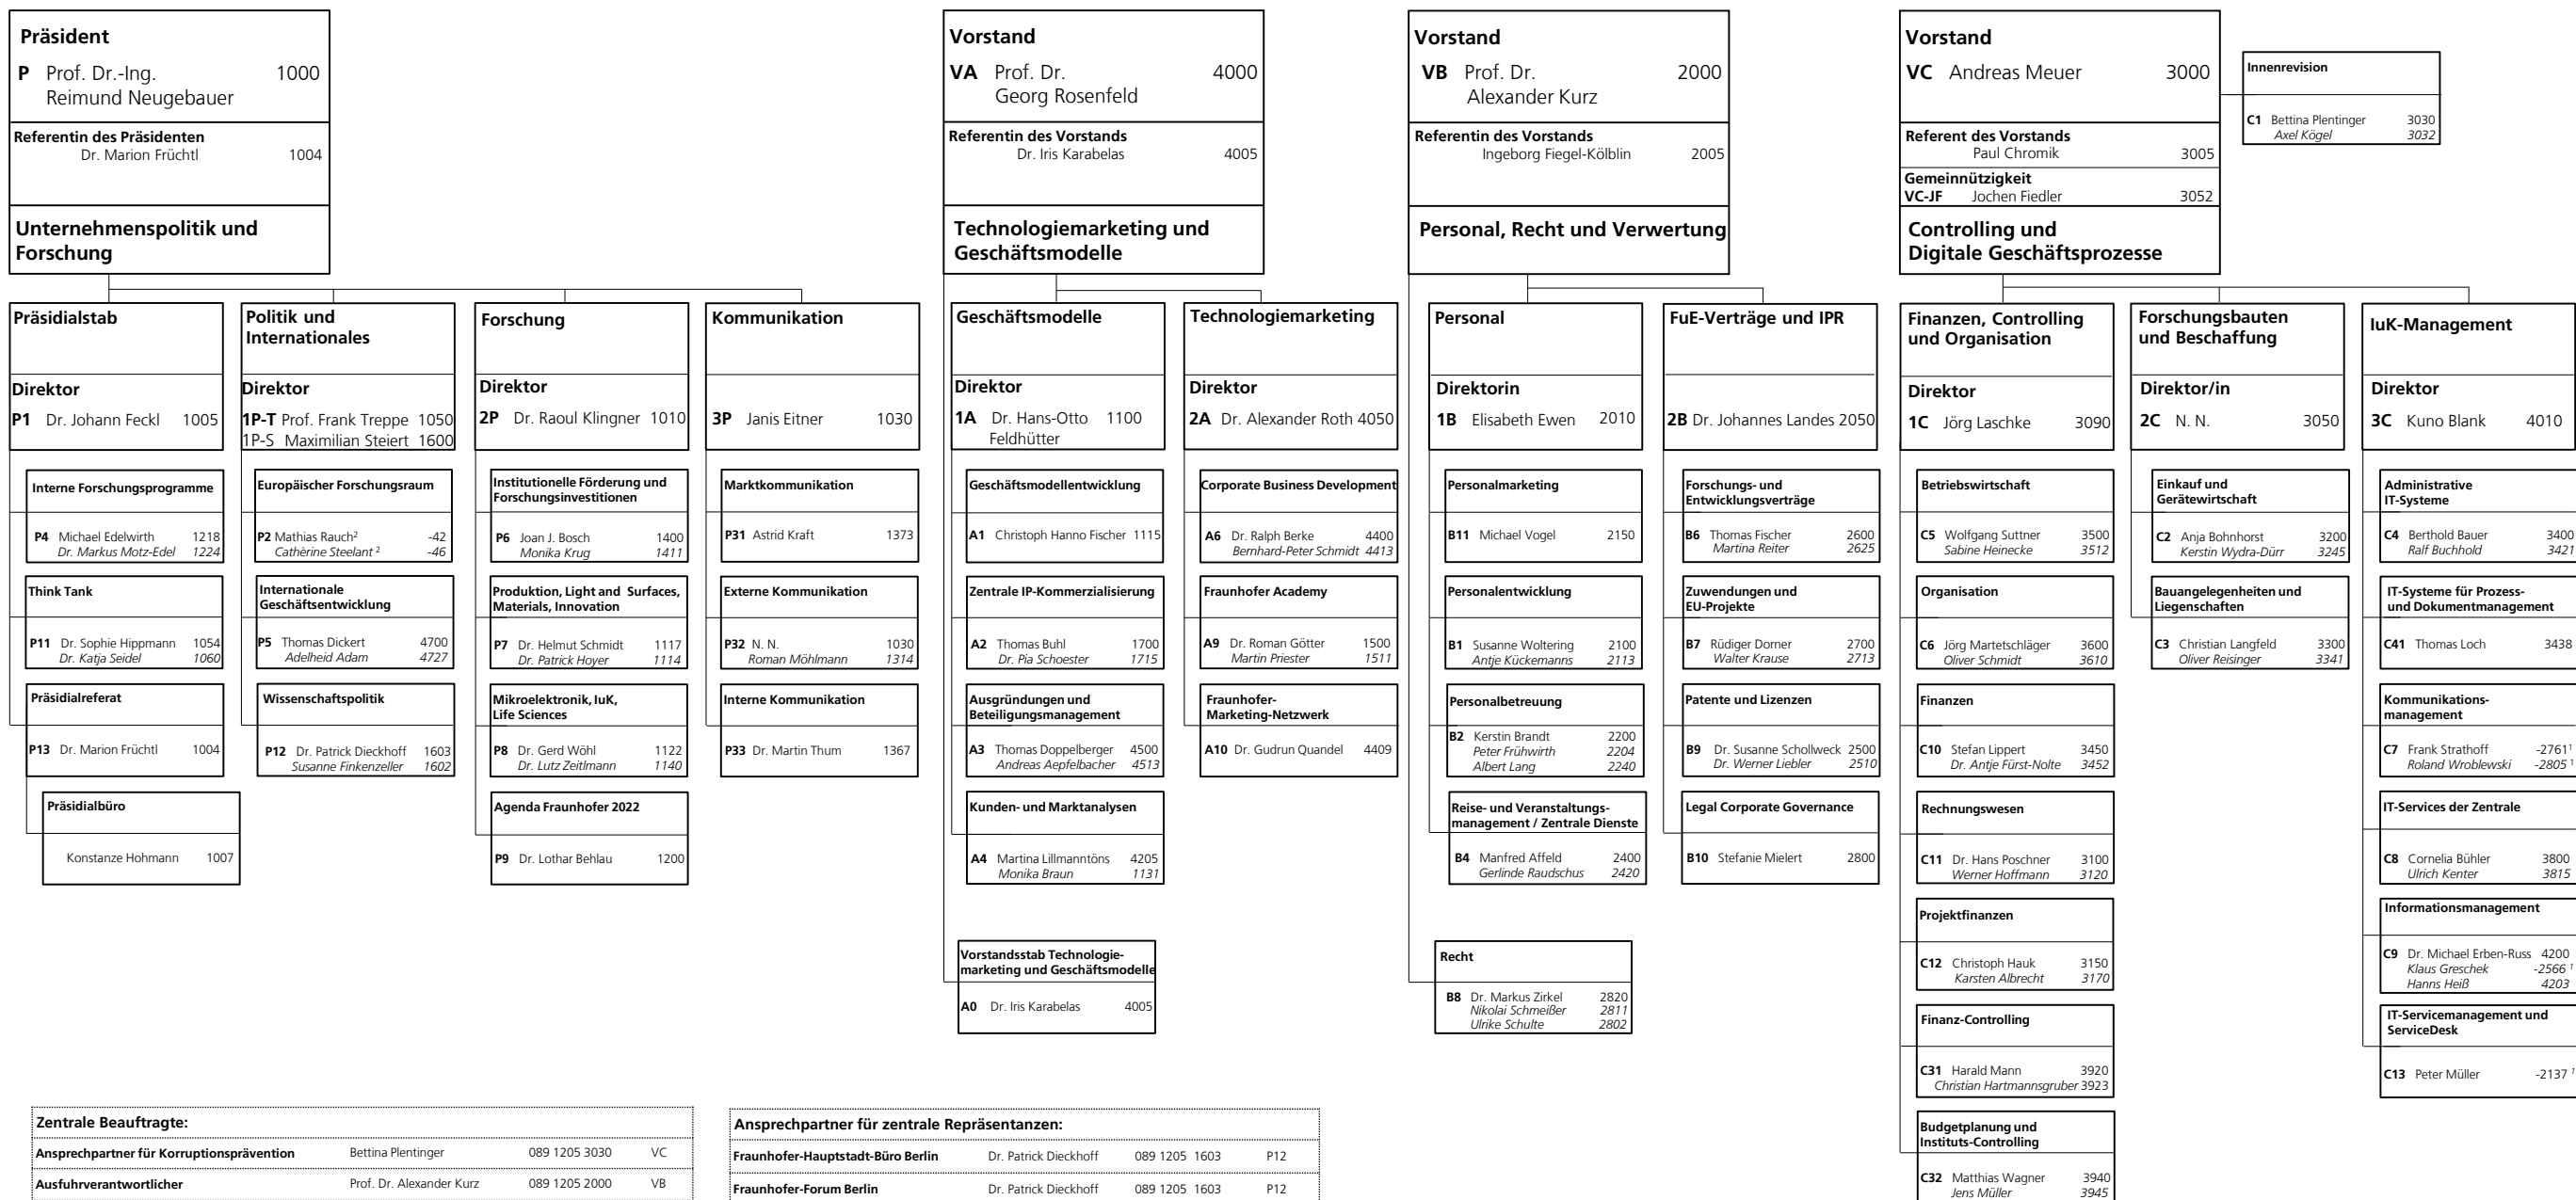 Präsident
P Prof. Dr.-Ing. 1000
Reimund Neugebauer
Referentin des Präsidenten
Dr. Marion Früchtl 1004
Unternehmenspolitik und
Forschung
Vorstand
VA Prof. Dr. 4000
Georg Rosenfeld
Referentin des Vorstands
Dr. Iris Karabelas 4005
Technologiemarketing und
Geschäftsmodelle
Vorstand
VB Prof. Dr. 2000
Alexander Kurz
Referentin des Vorstands
Ingeborg Fiegel-Kölblin 2005
Personal, Recht und Verwertung
Vorstand
VC Andreas Meuer 3000
Referent des Vorstands
Paul Chromik 3005
Gemeinnützigkeit
VC-JF Jochen Fiedler 3052
Controlling und
Digitale Geschäftsprozesse
Innenrevision
C1 Bettina Plentinger 3030
Axel Kögel 3032
Präsidialstab
Direktor
P1 Dr. Johann Feckl 1005
Interne Forschungsprogramme
P4 Michael Edelwirth 1218
Dr. Markus Motz-Edel 1224
Think Tank
P11 Dr. Sophie Hippmann 1054
Dr. Katja Seidel 1060
Präsidialreferat
P13 Dr. Marion Früchtl 1004
Präsidialbüro
Konstanze Hohmann 1007
Politik und
Internationales
Direktor
1P-T Prof. Frank Treppe 1050
1P-S Maximilian Steiert 1600
Europäischer Forschungsraum
P2 Mathias Rauch² -42
Cathèrine Steelant ² -46
Internationale
Geschäftsentwicklung
P5 Thomas Dickert 4700
Adelheid Adam 4727
Wissenschaftspolitik
P12 Dr. Patrick Dieckhoff 1603
Susanne Finkenzeller 1602
Forschung
Direktor
2P Dr. Raoul Klingner 1010
Institutionelle Förderung und
Forschungsinvestitionen
P6 Joan J. Bosch 1400
Monika Krug 1411
Produktion, Light and Surfaces,
Materials, Innovation
P7 Dr. Helmut Schmidt 1117
Dr. Patrick Hoyer 1114
Mikroelektronik, IuK,
Life Sciences
P8 Dr. Gerd Wöhl 1122
Dr. Lutz Zeitlmann 1140
Agenda Fraunhofer 2022
P9 Dr. Lothar Behlau 1200
Kommunikation
3P Janis Eitner 1030
Marktkommunikation
P31 Astrid Kraft 1373
Externe Kommunikation
P32 N. N. 1030
Roman Möhlmann 1314
Interne Kommunikation
P33 Dr. Martin Thum 1367
Geschäftsmodelle
Direktor
1A Dr. Hans-Otto 1100
Feldhütter
Geschäftsmodellentwicklung
A1 Christoph Hanno Fischer 1115
Zentrale IP-Kommerzialisierung
A2 Thomas Buhl 1700
Dr. Pia Schoester 1715
Ausgründungen und
Beteiligungsmanagement
A3 Thomas Doppelberger 4500
Andreas Aepfelbacher 4513
Kunden- und Marktanalysen
A4 Martina Lillmanntöns 4205
Monika Braun 1131
Vorstandsstab Technologie-
marketing und Geschäftsmodelle
A0 Dr. Iris Karabelas 4005
Technologiemarketing
Direktor
2A Dr. Alexander Roth 4050
Corporate Business Development
A6 Dr. Ralph Berke 4400
Bernhard-Peter Schmidt 4413
Fraunhofer Academy
A9 Dr. Roman Götter 1500
Martin Priester 1511
Fraunhofer-
Marketing-Netzwerk
A10 Dr. Gudrun Quandel 4409
Personal
Direktorin
1B Elisabeth Ewen 2010
Personalmarketing
B11 Michael Vogel 2150
Personalentwicklung
B1 Susanne Woltering 2100
Antje Kückemanns 2113
Personalbetreuung
B2 Kerstin Brandt 2200
Peter Frühwirth 2204
Albert Lang 2240
Reise- und Veranstaltungs-
management / Zentrale Dienste
B4 Manfred Affeld 2400
Gerlinde Raudschus 2420
Recht
B8 Dr. Markus Zirkel 2820
Nikolai Schmeißer 2811
Ulrike Schulte 2802
FuE-Verträge und IPR
2B Dr. Johannes Landes 2050
Forschungs- und
Entwicklungsverträge
B6 Thomas Fischer 2600
Martina Reiter 2625
Zuwendungen und
EU-Projekte
B7 Rüdiger Dorner 2700
Walter Krause 2713
Patente und Lizenzen
B9 Dr. Susanne Schollweck 2500
Dr. Werner Liebler 2510
Legal Corporate Governance
B10 Stefanie Mielert 2800
Finanzen, Controlling
und Organisation
Direktor
1C Jörg Laschke 3090
Betriebswirtschaft
C5 Wolfgang Suttner 3500
Sabine Heinecke 3512
Organisation
C6 Jörg Martetschläger 3600
Oliver Schmidt 3610
Finanzen
C10 Stefan Lippert 3450
Dr. Antje Fürst-Nolte 3452
Rechnungswesen
C11 Dr. Hans Poschner 3100
Werner Hoffmann 3120
Projektfinanzen
C12 Christoph Hauk 3150
Karsten Albrecht 3170
Finanz-Controlling
C31 Harald Mann 3920
Christian Hartmannsgruber 3923
Budgetplanung und
Instituts-Controlling
C32 Matthias Wagner 3940
Jens Müller 3945
Forschungsbauten
und Beschaffung
Direktor/in
2C N. N. 3050
Einkauf und
Gerätewirtschaft
C2 Anja Bohnhorst 3200
Kerstin Wydra-Dürr 3245
Bauangelegenheiten und
Liegenschaften
C3 Christian Langfeld 3300
Oliver Reisinger 3341
IuK-Management
Direktor
3C Kuno Blank 4010
Administrative
IT-Systeme
C4 Berthold Bauer 3400
Ralf Buchhold 3421
IT-Systeme für Prozess-
und Dokumentmanagement
C41 Thomas Loch 3438
Kommunikations-
management
C7 Frank Strathoff -2761¹
Roland Wroblewski -2805 ¹
IT-Services der Zentrale
C8 Cornelia Bühler 3800
Ulrich Kenter 3815
Informationsmanagement
C9 Dr. Michael Erben-Russ 4200
Klaus Greschek -2566 ¹
Hanns Heiß 4203
IT-Servicemanagement und
ServiceDesk
C13 Peter Müller -2137 ¹
Zentrale Beauftragte:
Ansprechpartner für Korruptionsprävention Bettina Plentinger 089 1205 3030 VC
Ausfuhrverantwortlicher Prof. Dr. Alexander Kurz 089 1205 2000 VB
Ansprechpartner für zentrale Repräsentanzen:
Fraunhofer-Hauptstadt-Büro Berlin Dr. Patrick Dieckhoff 089 1205 1603 P12
Fraunhofer-Forum Berlin Dr. Patrick Dieckhoff 089 1205 1603 P12